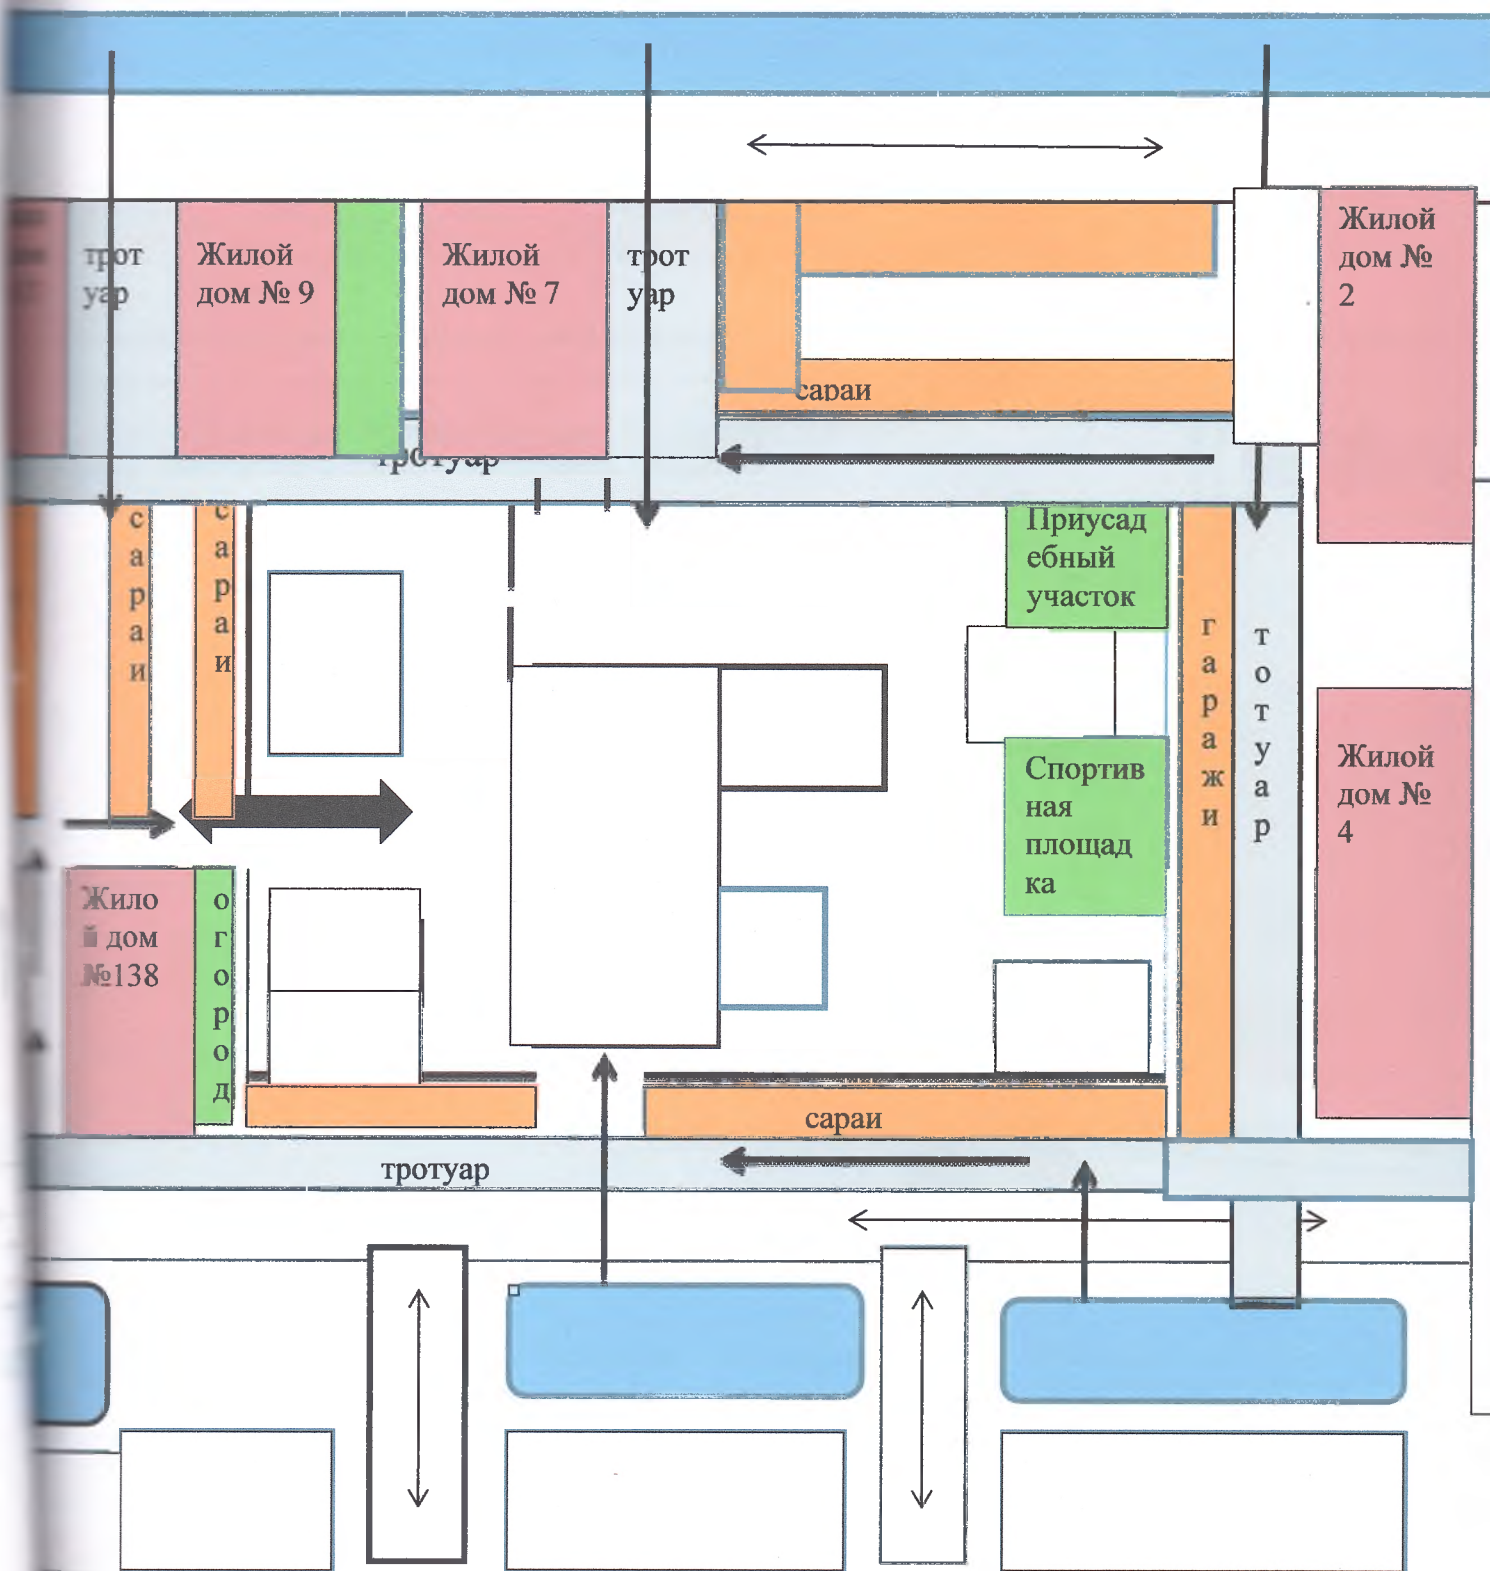 трот
уар
Жилой
дом № 9
Жилой
дом № 7
трот
уар
сараи
Жилой
дом №
2
тротуар
с
а
р
а
и
с
а
р
а
и
Приусад
ебный
участок
г
а
р
а
ж
и
т
о
т
у
а
р
Спортив
ная
площад
ка
Жилой
дом №
4
Жило
й дом
№138
о
г
о
р
о
д
сараи
тротуар